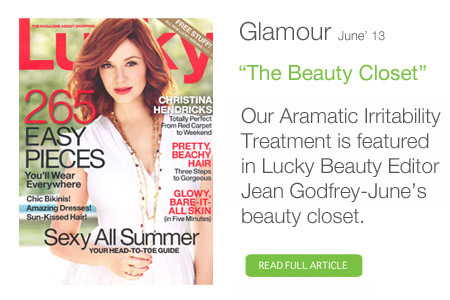 THE MAGAZINE ABOUT SHOPPING
FREE STUFF!
Lucky
265
EASY
PIECES
You'll Wear
Everywhere
Chic Bikinis!
Amazing Dresses!
Sun-Kissed Hair!
CHRISTINA
HENDRICKS
Totally Perfect
From Red Carpet
to Weekend
PRETTY,
BEACHY
HAIR
Three Steps
to Gorgeous
GLOWY,
BARE-IT-
ALL SKIN
(in Five Minutes)
Sexy All Summer
YOUR HEAD-TO-TOE GUIDE
Glamour June' 13
“The Beauty Closet”
Our Aramatic Irritability
Treatment is featured
in Lucky Beauty Editor
Jean Godfrey-June’s
beauty closet.
READ FULL ARTICLE